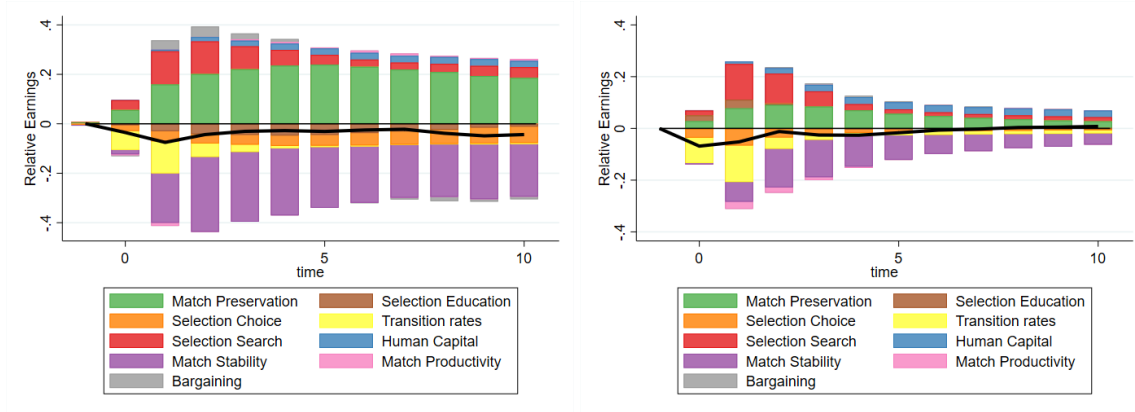 Relative Earnings
.4
.2
0
-.2
-.4
0 5 10
time
Match Preservation Selection Education
Selection Choice Transition rates
Selection Search Human Capital
Match Stability Match Productivity
Bargaining
Relative Earnings
.4
.2
0
-.2
-.4
0 5 10
time
Match Preservation Selection Education
Selection Choice Transition rates
Selection Search Human Capital
Match Stability Match Productivity
Bargaining